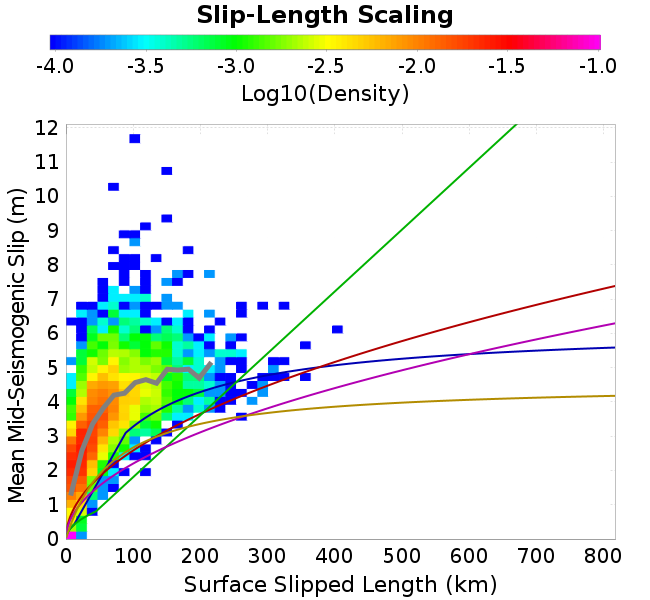 Slip-Length Scaling
-4.0 -3.5 -3.0 -2.5 -2.0 -1.5 -1.0
Log10(Density)
12
11
10
9
8
7
6
5
4
3
2
1
0
Mean Mid-Seismogenic Slip (m)
0 100 200 300 400 500 600 700 800
Surface Slipped Length (km)